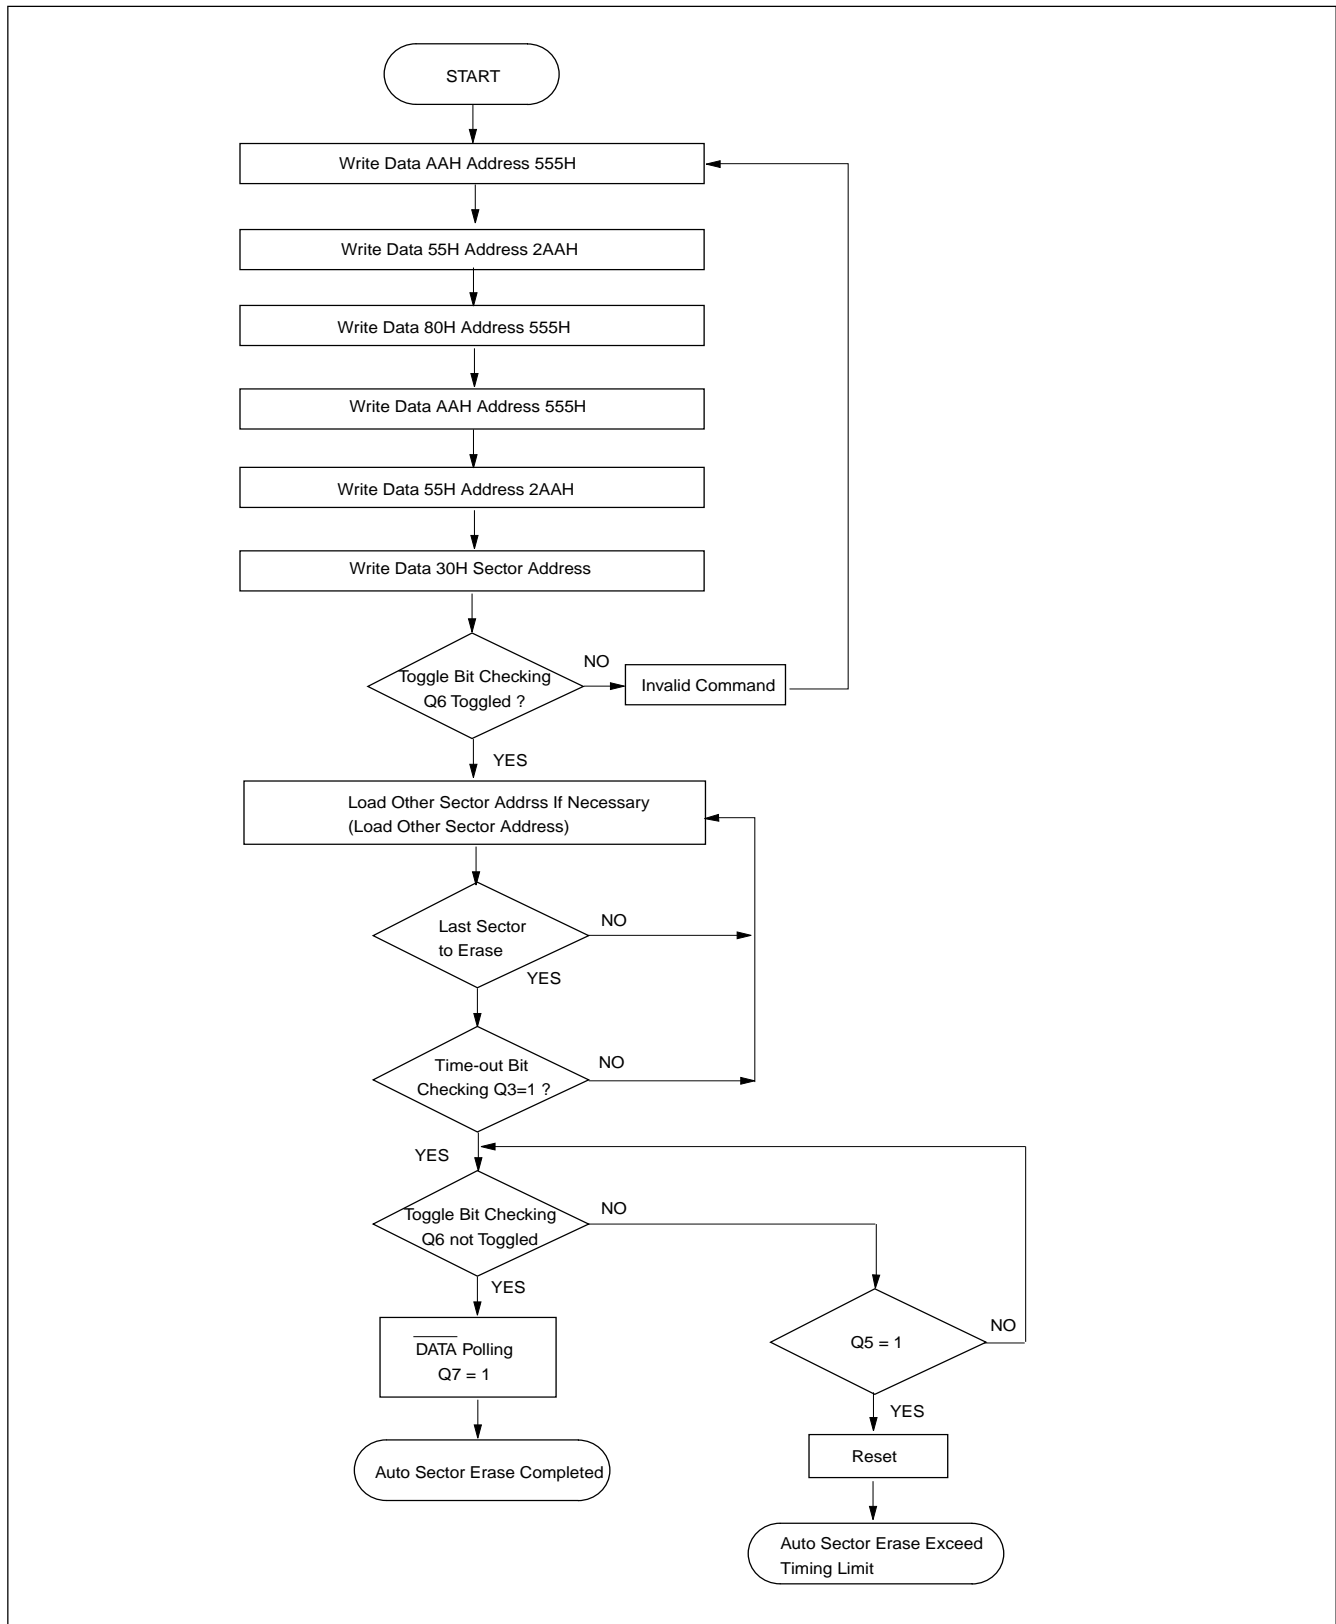 START
Write Data AAH Address 555H
Write Data 55H Address 2AAH
Write Data 80H Address 555H
Write Data AAH Address 555H
Write Data 55H Address 2AAH
Write Data 30H Sector Address
Toggle Bit Checking
Q6 Toggled ?
NO
Invalid Command
YES
Load Other Sector Addrss If Necessary
(Load Other Sector Address)
Last Sector
to Erase
NO
YES
Time-out Bit
Checking Q3=1 ?
NO
YES
Toggle Bit Checking
Q6 not Toggled
NO
YES
Q5 = 1
NO
D̅A̅T̅A̅ Polling
Q7 = 1
YES
Reset
Auto Sector Erase Completed
Auto Sector Erase Exceed
Timing Limit